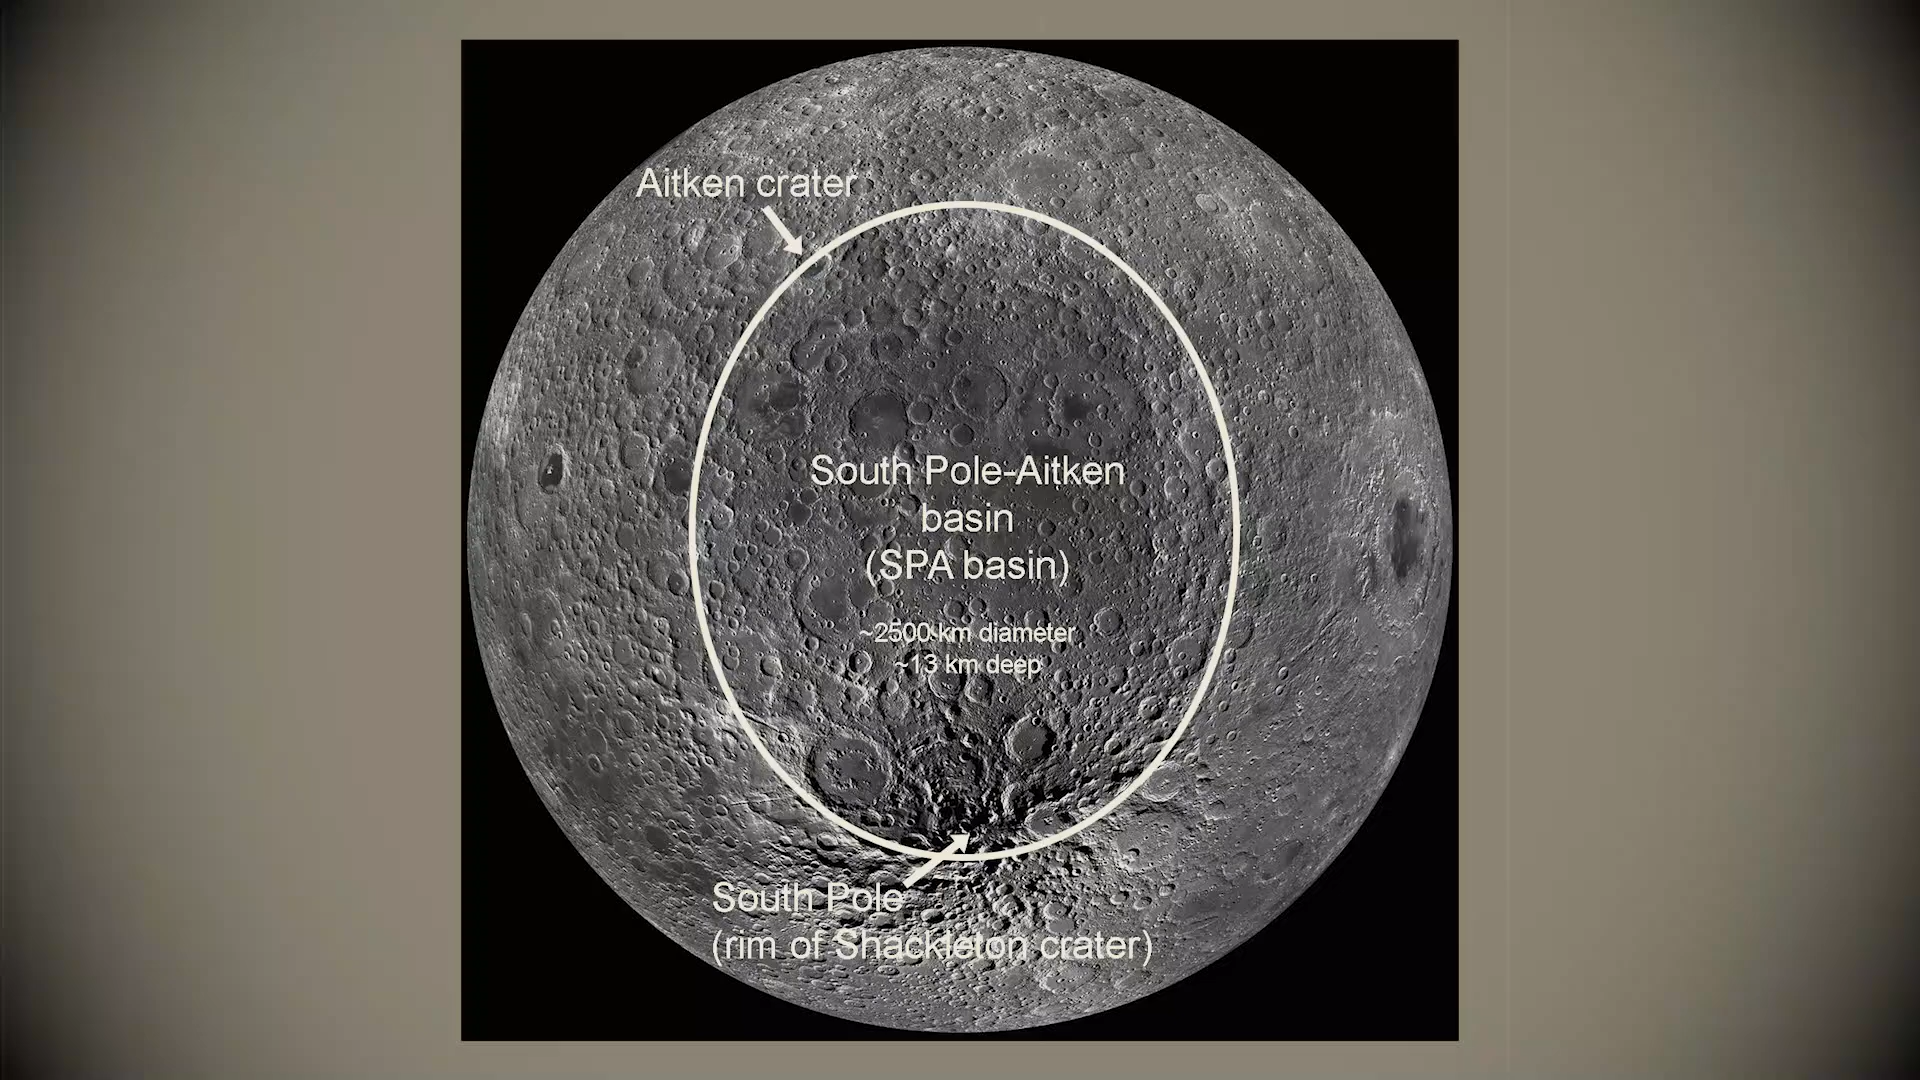 Aitken crater
South Pole-Aitken
basin
(SPA basin)
~2500 km diameter
~13 km deep
South Pole
(rim of Shackleton crater)